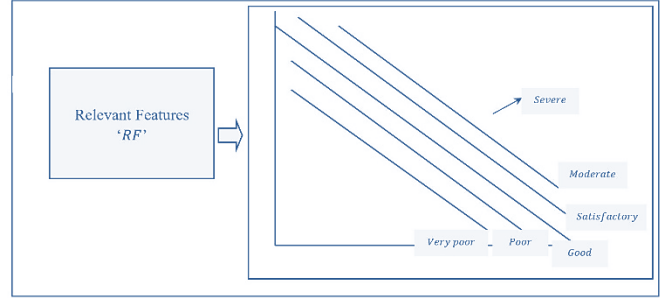 Relevant Features
‘RF’
Severe
Moderate
Satisfactory
Very poor
Poor
Good